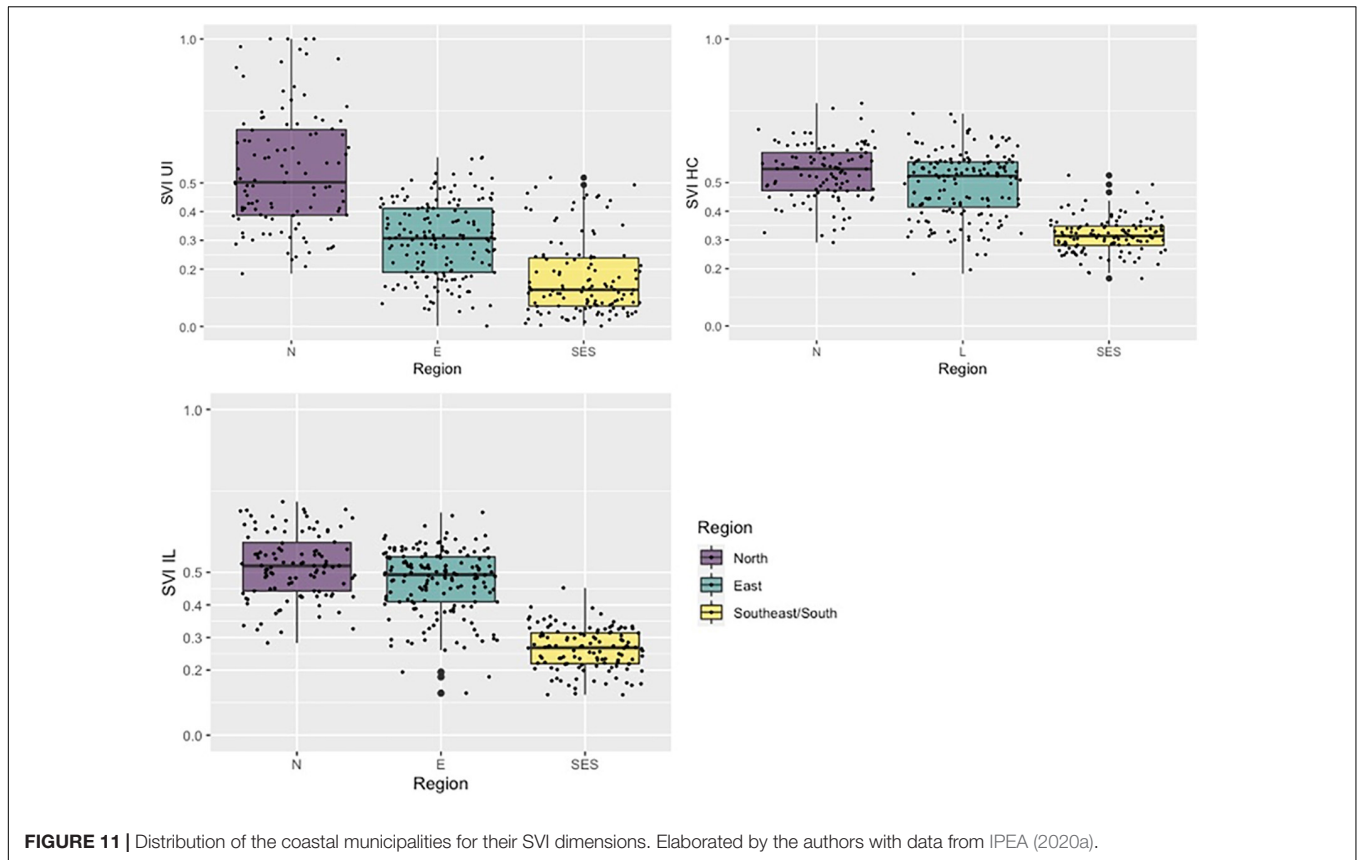 1.0
0.5
0.4
0.3
0.2
0.0
SVI UI
N E SES
Region
1.0
0.5
0.4
0.3
0.2
0.0
SVI HC
N L SES
Region
1.0
0.5
0.4
0.3
0.2
0.0
SVI IL
N E SES
Region
Region
North
East
Southeast/South
FIGURE 11 | Distribution of the coastal municipalities for their SVI dimensions. Elaborated by the authors with data from IPEA (2020a).